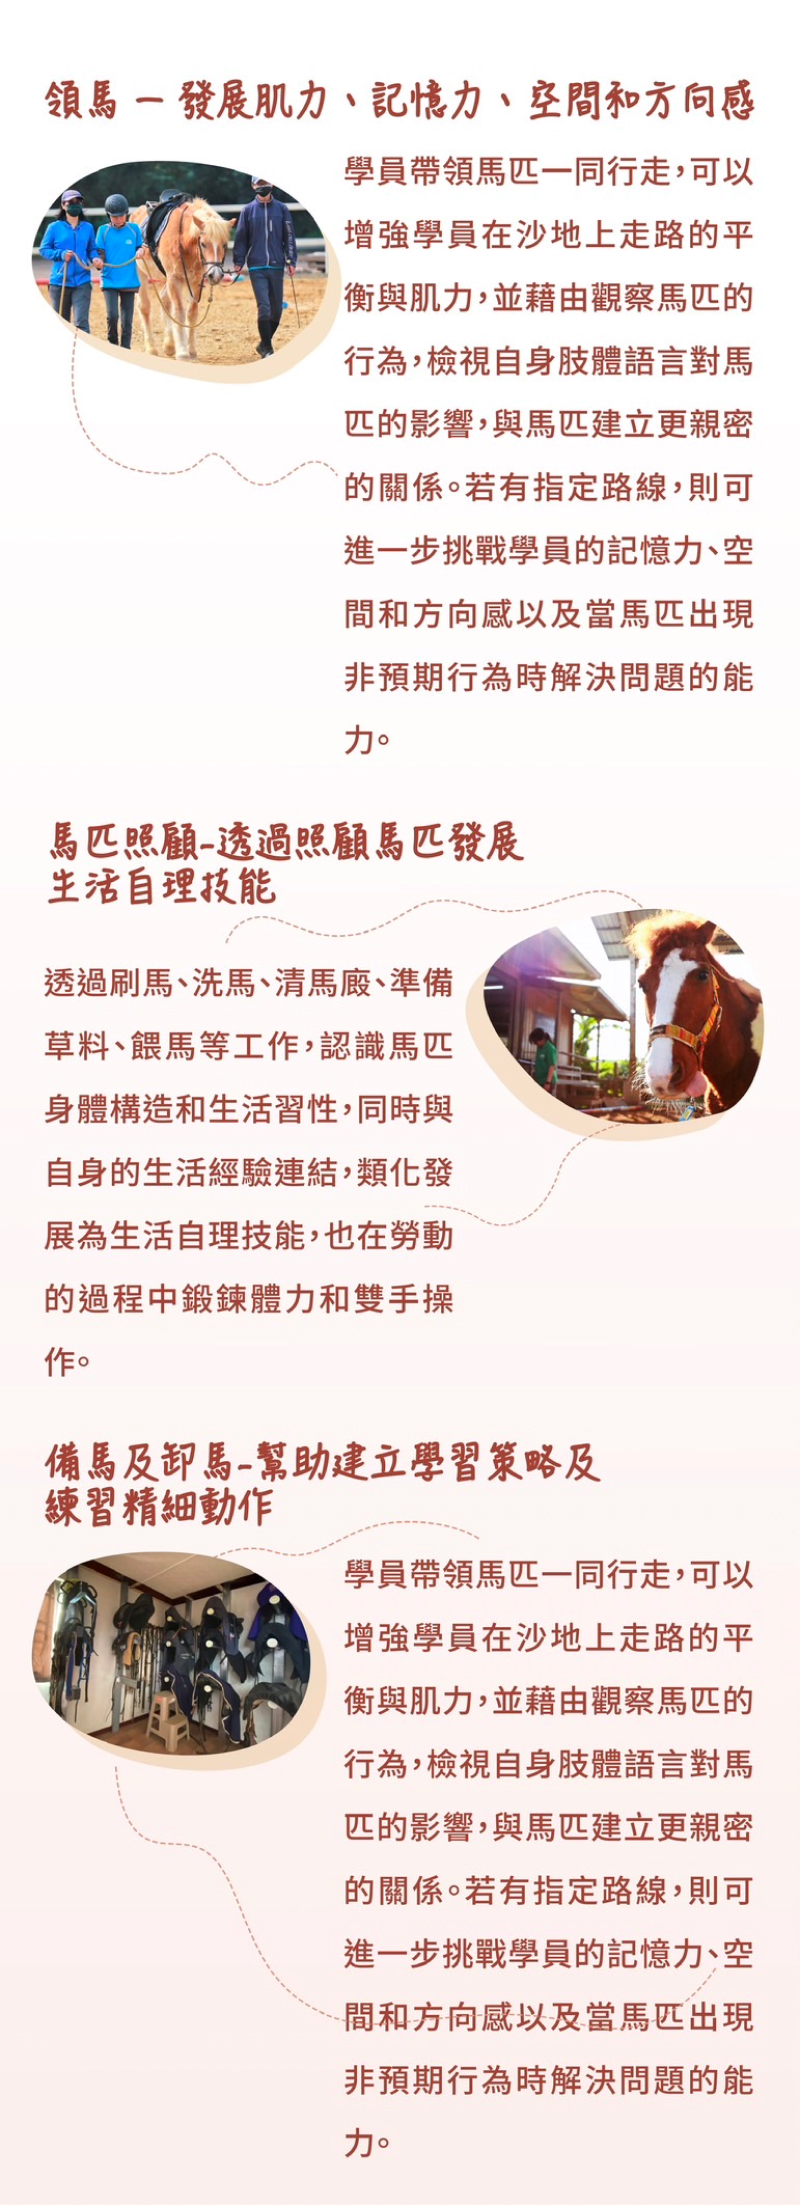 領馬 － 發展肌力、記憶力、空間和方向感
學員帶領馬匹一同行走，可以
增強學員在沙地上走路的平
衡與肌力，並藉由觀察馬匹的
行為，檢視自身肢體語言對馬
匹的影響，與馬匹建立更親密
的關係。若有指定路線，則可
進一步挑戰學員的記憶力、空
間和方向感以及當馬匹出現
非預期行為時解決問題的能
力。
馬匹照顧-透過照顧馬匹發展
生活自理技能
透過刷馬、洗馬、清馬廄、準備
草料、餵馬等工作，認識馬匹
身體構造和生活習性，同時與
自身的生活經驗連結，類化發
展為生活自理技能，也在勞動
的過程中鍛鍊體力和雙手操
作。
備馬及卸馬-幫助建立學習策略及
練習精細動作
學員帶領馬匹一同行走，可以
增強學員在沙地上走路的平
衡與肌力，並藉由觀察馬匹的
行為，檢視自身肢體語言對馬
匹的影響，與馬匹建立更親密
的關係。若有指定路線，則可
進一步挑戰學員的記憶力、空
間和方向感以及當馬匹出現
非預期行為時解決問題的能
力。